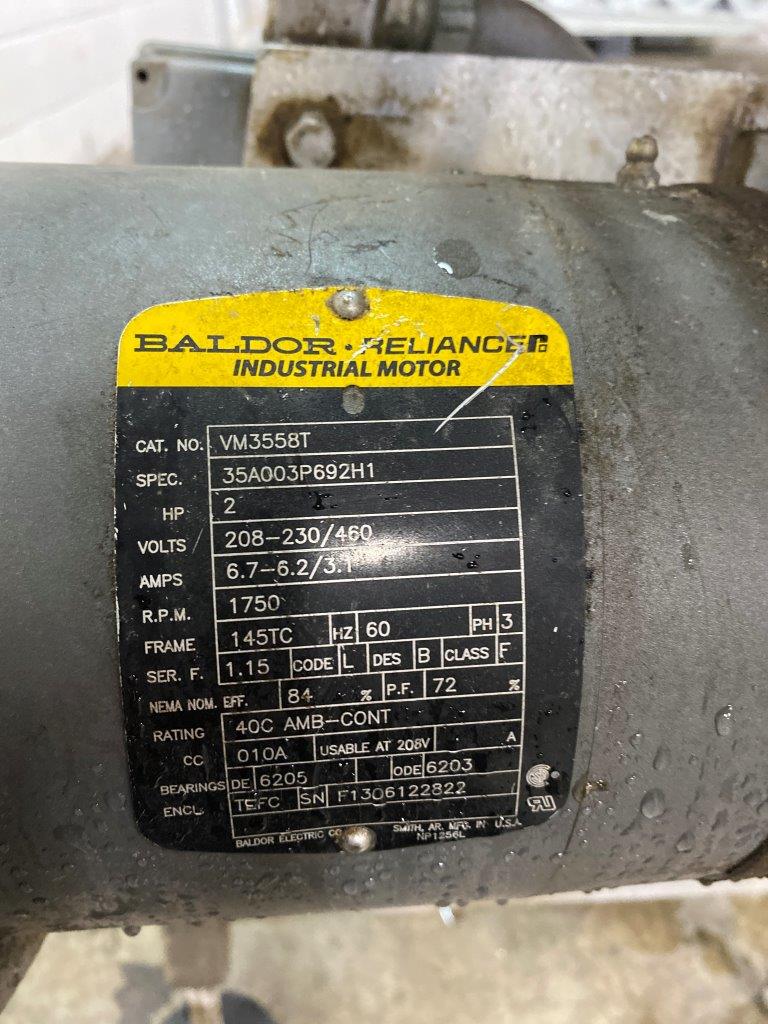 BALDOR · RELIANCE
INDUSTRIAL MOTOR
CAT. NO. VM3558T
SPEC. 35A003P692H1
HP 2
VOLTS 208-230/460
AMPS 6.7-6.2/3.1
R.P.M. 1750
FRAME 145TC HZ 60 PH 3
SER. F. 1.15 CODE L DES B CLASS F
NEMA NOM. EFF. 84 % P.F. 72 %
RATING 40C AMB-CONT
CC 010A USABLE AT 208V A
BEARINGS DE 6205 ODE 6203
ENCL. TEFC SN F1306122822
BALDOR ELECTRIC CO. SMITH, AR. MFG. IN U.S.A.
NP1256L